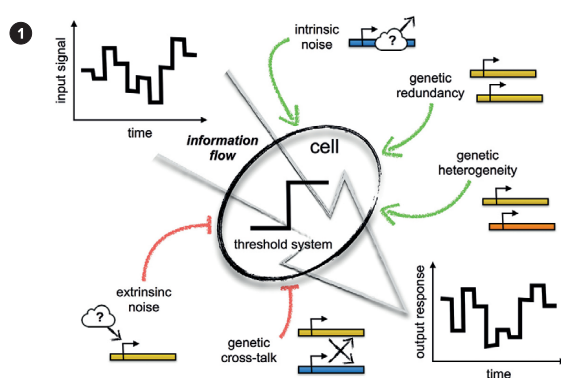 1
input signal
time
intrinsic
noise
?
genetic
redundancy
information
flow
cell
genetic
heterogeneity
threshold system
extrinsinc
noise
?
genetic
cross-talk
output response
time